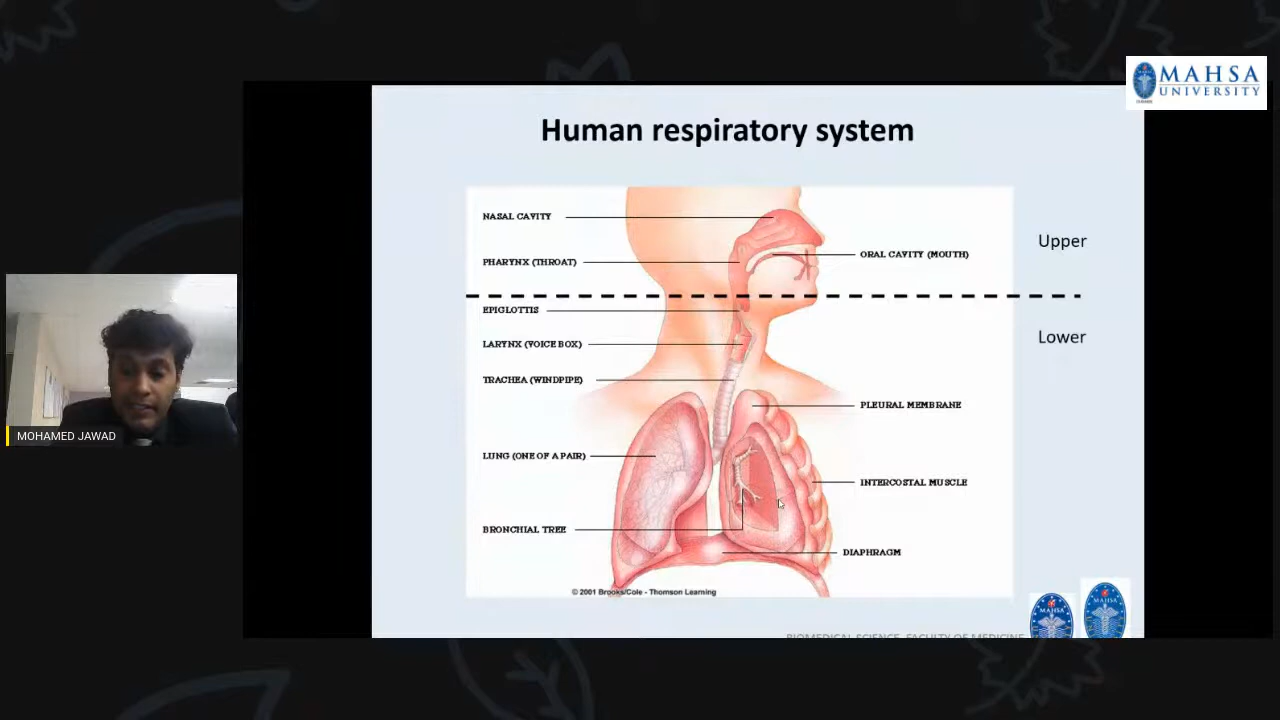 MAHSA
UNIVERSITY
Human respiratory system
NASAL CAVITY
Upper
ORAL CAVITY (MOUTH)
PHARYNX (THROAT)
EPIGLOTTIS
Lower
LARYNX (VOICE BOX)
TRACHEA (WINDPIPE)
PLEURAL MEMBRANE
MOHAMED JAWAD
LUNG (ONE OF A PAIR)
INTERCOSTAL MUSCLE
BRONCHIAL TREE
DIAPHRAGM
© 2001 Brooks/Cole - Thomson Learning
MAHSA
MAHSA
BIOMEDICAL SCIENCE, FACULTY OF MEDICINE